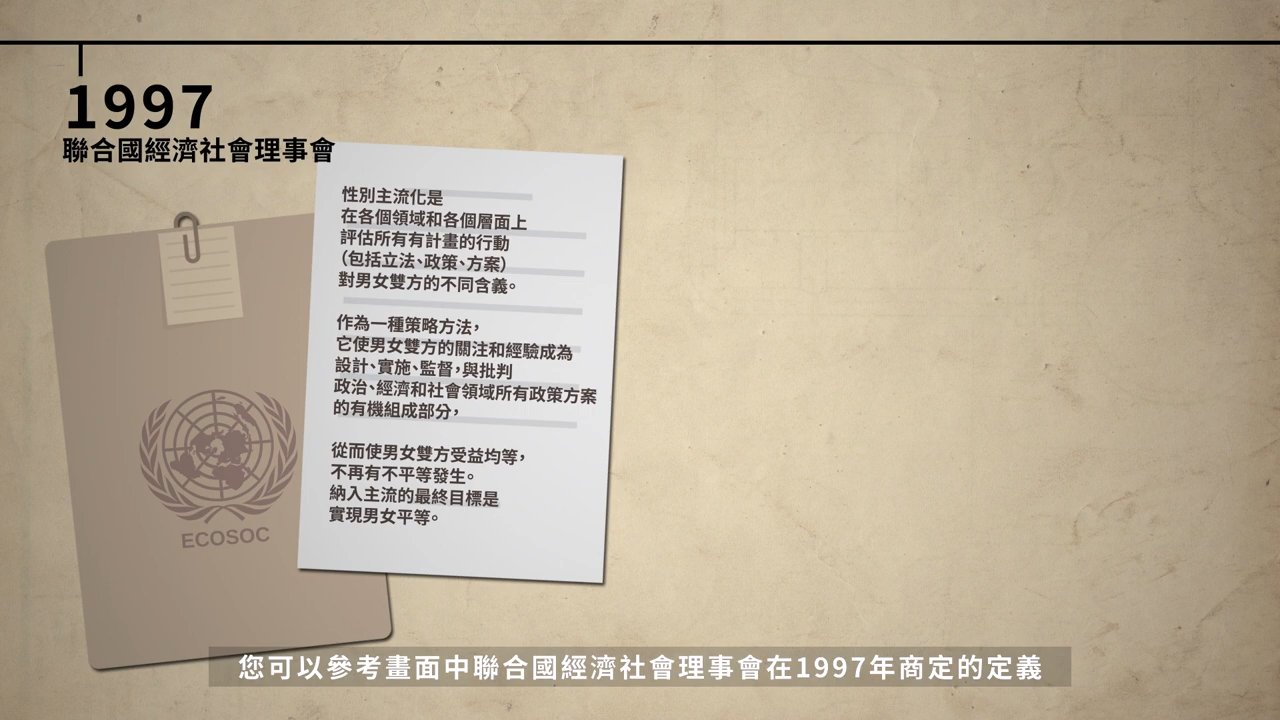 1997
聯合國經濟社會理事會
性別主流化是
在各個領域和各個層面上
評估所有有計畫的行動
（包括立法、政策、方案）
對男女雙方的不同含義。
作為一種策略方法，
它使男女雙方的關注和經驗成為
設計、實施、監督，與批判
政治、經濟和社會領域所有政策方案
的有機組成部分，
從而使男女雙方受益均等，
不再有不平等發生。
納入主流的最終目標是
實現男女平等。
ECOSOC
您可以參考畫面中聯合國經濟社會理事會在1997年商定的定義